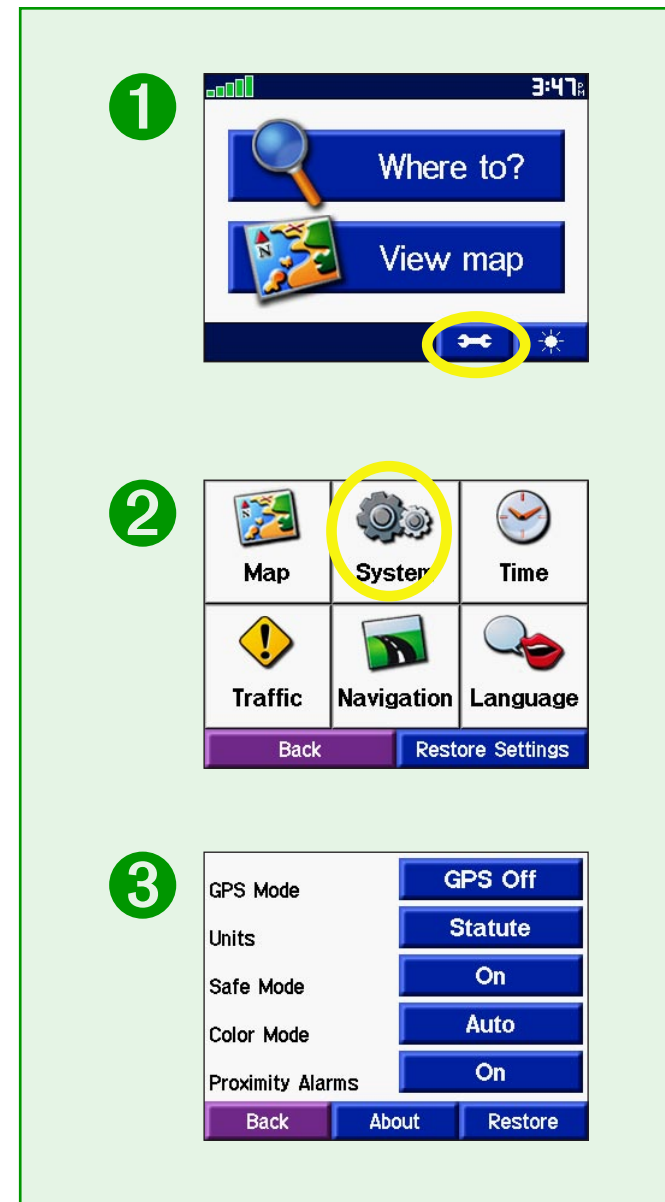 1
3:47 PM
Where to?
N
View map
2
Map System Time
Traffic Navigation Language
Back Restore Settings
3
GPS Mode GPS Off
Units Statute
Safe Mode On
Color Mode Auto
Proximity Alarms On
Back About Restore